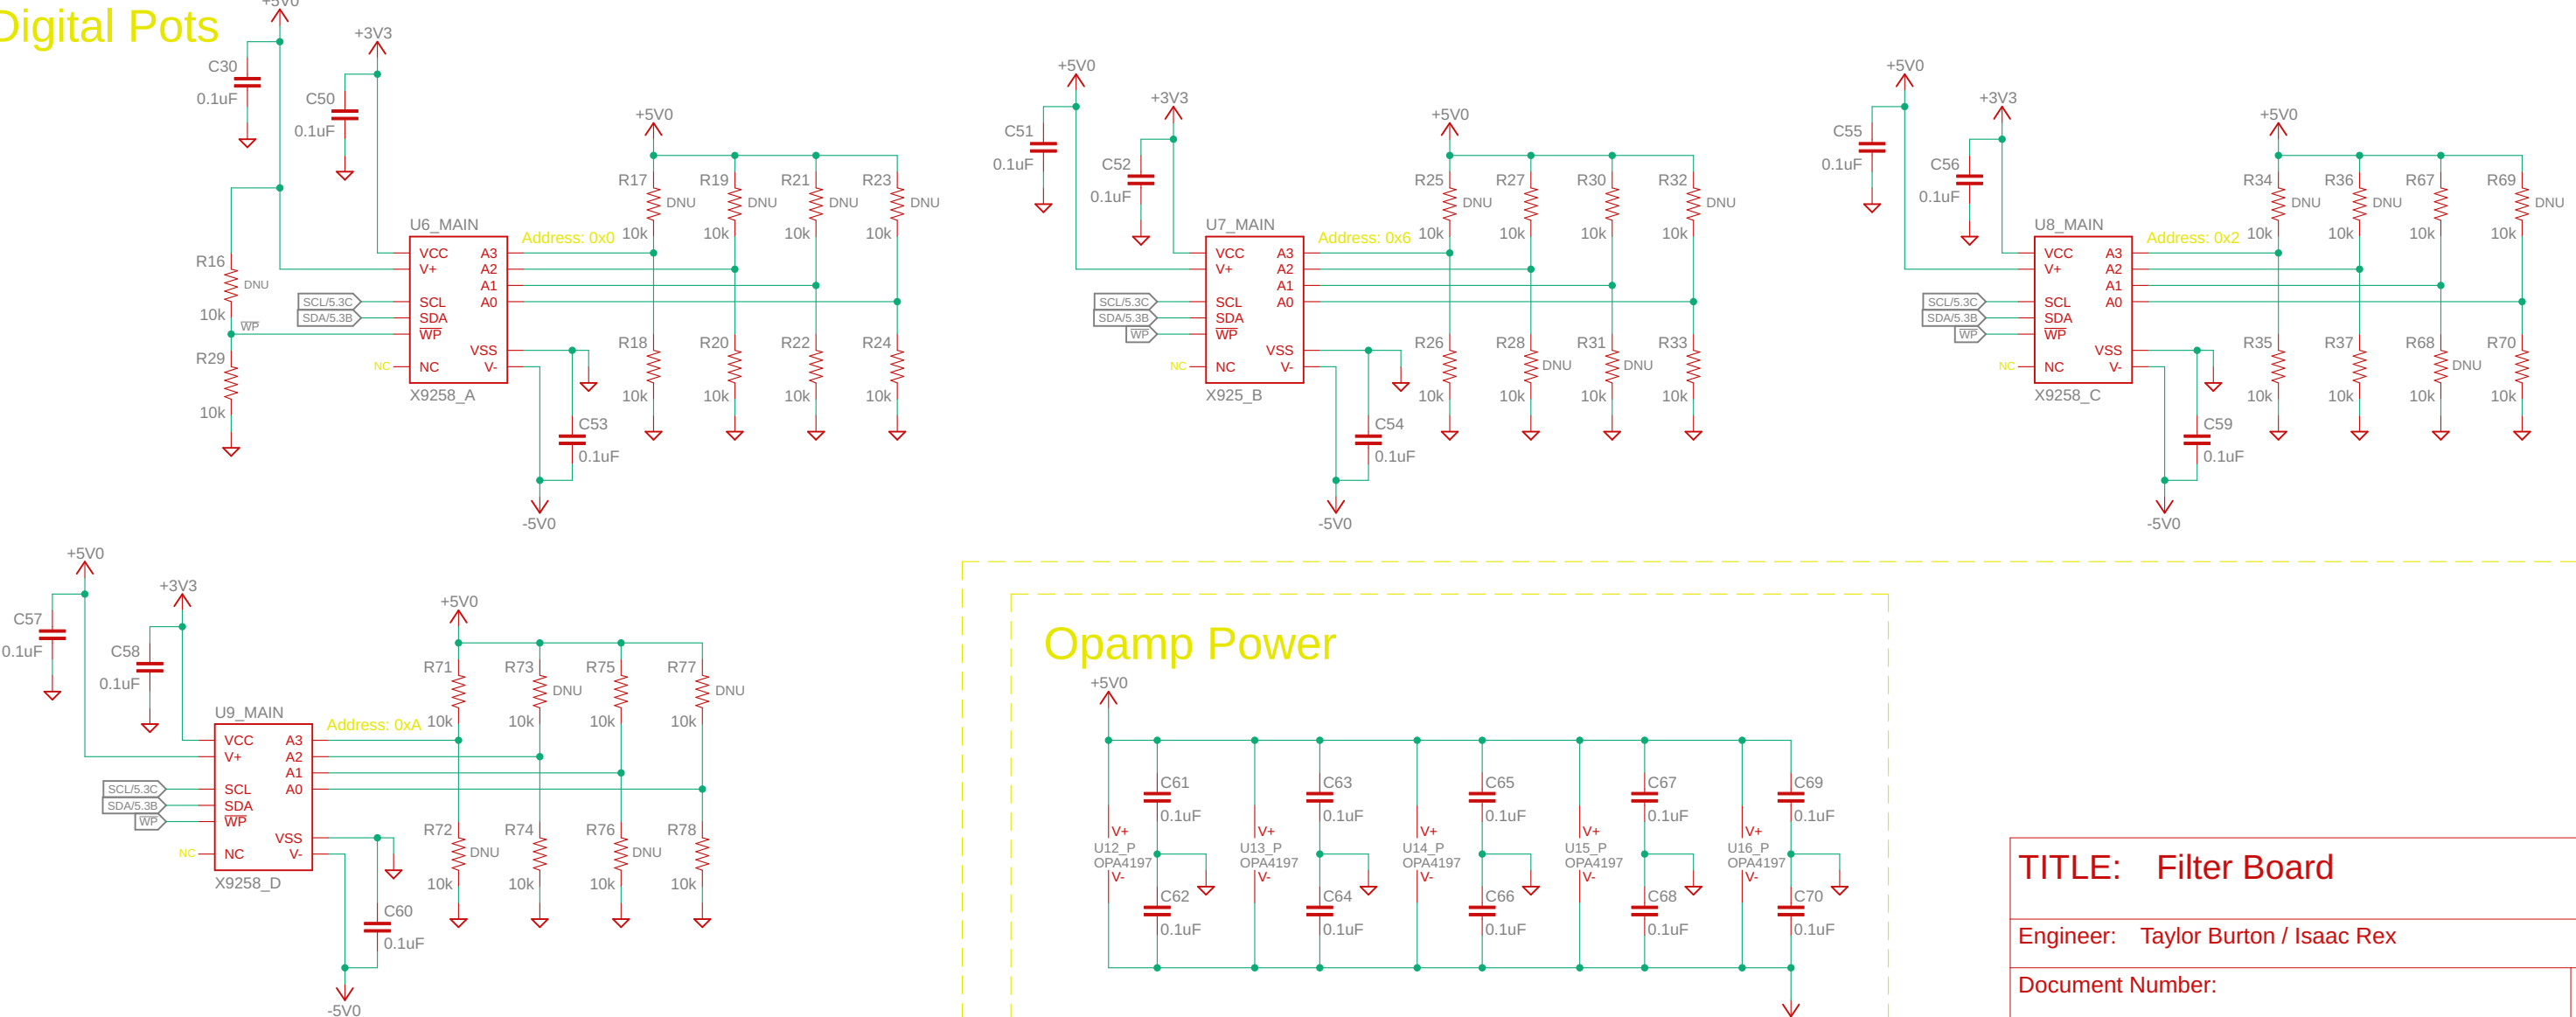 Digital Pots
+5V0
C30
0.1uF
+3V3
C50
0.1uF
R16
DNU
10k
WP
R29
10k
SCL/5.3C
SDA/5.3B
NC
U6_MAIN
VCC
V+
SCL
SDA
WP
NC
A3
A2
A1
A0
VSS
V-
X9258_A
Address: 0x0
+5V0
R17
DNU
10k
R19
DNU
10k
R21
DNU
10k
R23
DNU
10k
R18
10k
R20
10k
R22
10k
R24
10k
C53
0.1uF
-5V0
+5V0
C51
0.1uF
+3V3
C52
0.1uF
SCL/5.3C
SDA/5.3B
WP
NC
U7_MAIN
VCC
V+
SCL
SDA
WP
NC
A3
A2
A1
A0
VSS
V-
X925_B
Address: 0x6
+5V0
R25
DNU
10k
R27
10k
R30
10k
R32
DNU
10k
R26
10k
R28
DNU
10k
R31
DNU
10k
R33
10k
C54
0.1uF
-5V0
+5V0
C55
0.1uF
+3V3
C56
0.1uF
SCL/5.3C
SDA/5.3B
WP
NC
U8_MAIN
VCC
V+
SCL
SDA
WP
NC
A3
A2
A1
A0
VSS
V-
X9258_C
Address: 0x2
+5V0
R34
DNU
10k
R36
DNU
10k
R67
10k
R69
DNU
10k
R35
10k
R37
10k
R68
DNU
10k
R70
10k
C59
0.1uF
-5V0
+5V0
C57
0.1uF
+3V3
C58
0.1uF
SCL/5.3C
SDA/5.3B
WP
NC
U9_MAIN
VCC
V+
SCL
SDA
WP
NC
A3
A2
A1
A0
VSS
V-
X9258_D
Address: 0xA
+5V0
R71
10k
R73
DNU
10k
R75
10k
R77
DNU
10k
R72
DNU
10k
R74
10k
R76
DNU
10k
R78
10k
C60
0.1uF
-5V0
Opamp Power
+5V0
C61
0.1uF
C63
0.1uF
C65
0.1uF
C67
0.1uF
C69
0.1uF
V+
U12_P
OPA4197
V-
V+
U13_P
OPA4197
V-
V+
U14_P
OPA4197
V-
V+
U15_P
OPA4197
V-
V+
U16_P
OPA4197
V-
C62
0.1uF
C64
0.1uF
C66
0.1uF
C68
0.1uF
C70
0.1uF
TITLE: Filter Board
Engineer: Taylor Burton / Isaac Rex
Document Number: